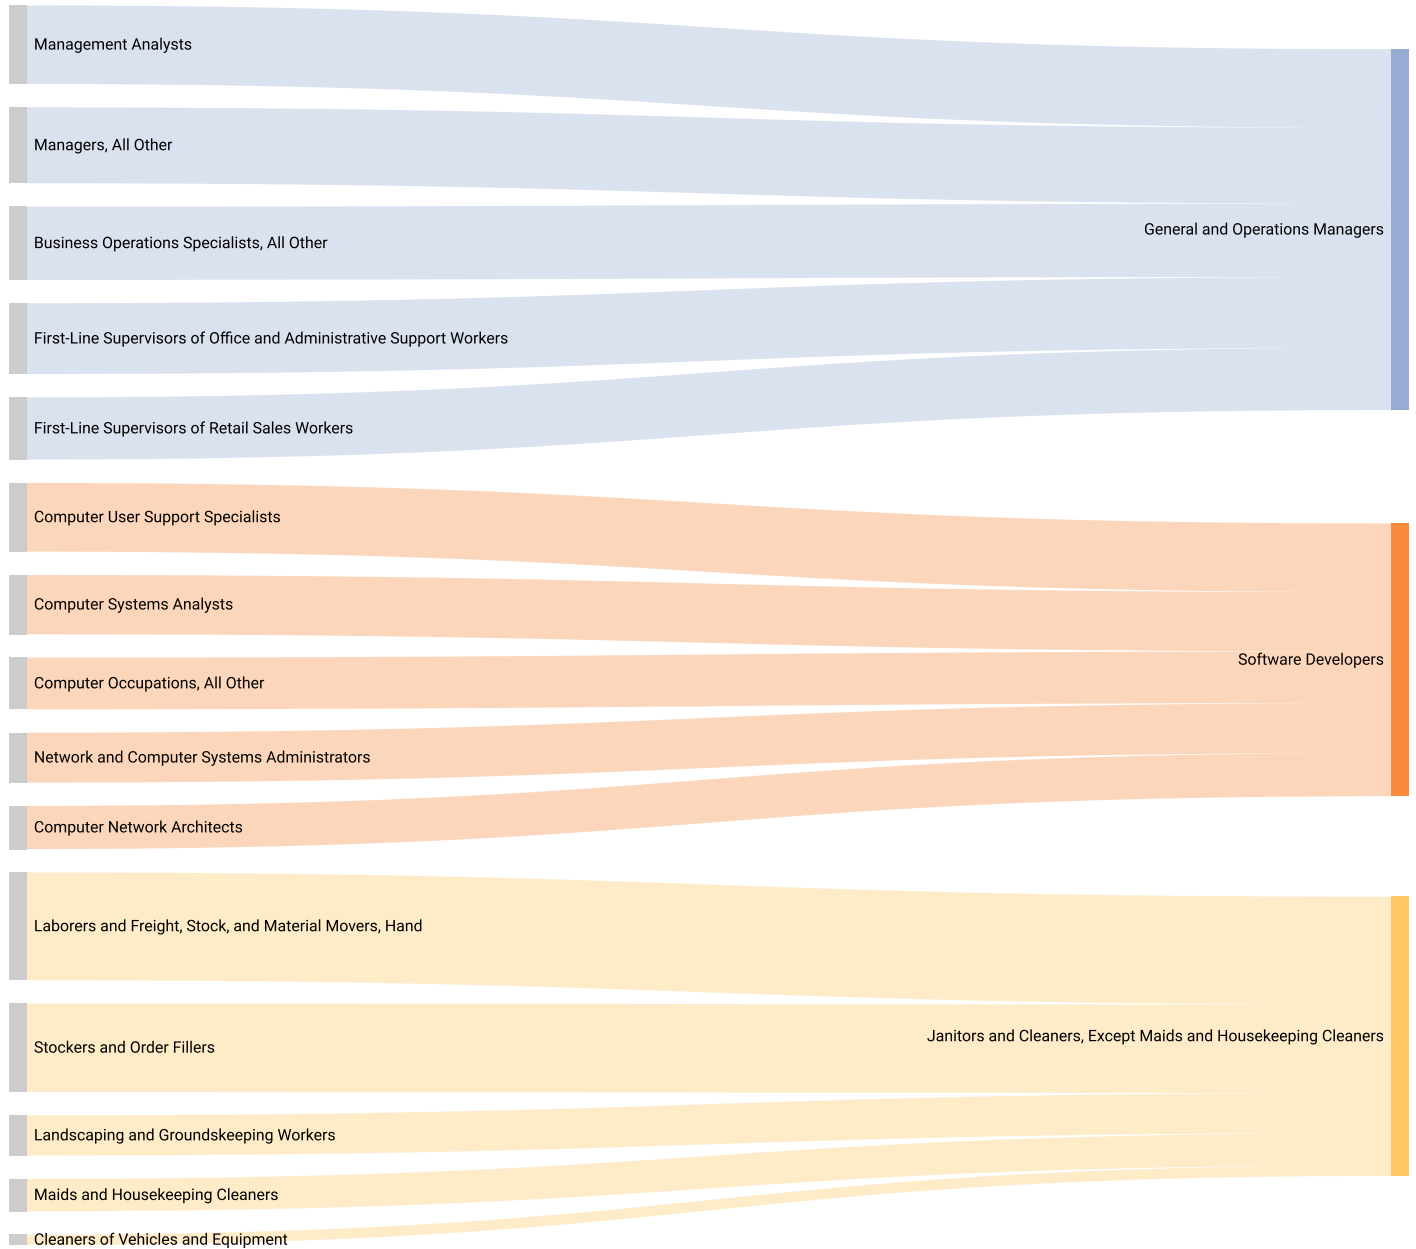 Management Analysts
Managers, All Other
Business Operations Specialists, All Other
General and Operations Managers
First-Line Supervisors of Office and Administrative Support Workers
First-Line Supervisors of Retail Sales Workers
Computer User Support Specialists
Computer Systems Analysts
Software Developers
Computer Occupations, All Other
Network and Computer Systems Administrators
Computer Network Architects
Laborers and Freight, Stock, and Material Movers, Hand
Janitors and Cleaners, Except Maids and Housekeeping Cleaners
Stockers and Order Fillers
Landscaping and Groundskeeping Workers
Maids and Housekeeping Cleaners
Cleaners of Vehicles and Equipment